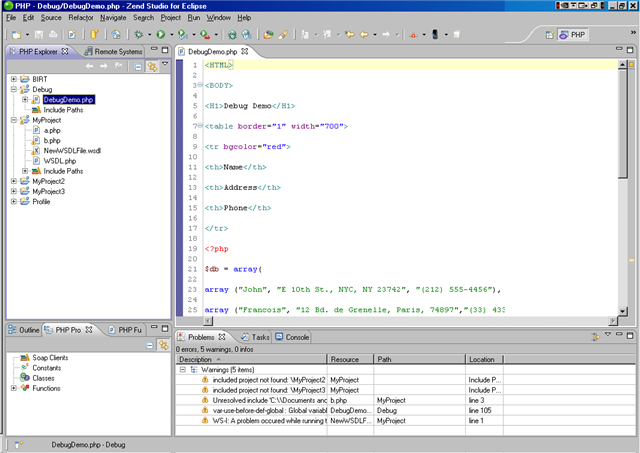 PHP - Debug/DebugDemo.php - Zend Studio for Eclipse
File Edit Source Refactor Navigate Search Project Run Window Help
PHP
PHP Explorer Remote Systems
BIRT
Debug
DebugDemo.php
Include Paths
MyProject
a.php
b.php
NewWSDLFile.wsdl
WSDL.php
Include Paths
MyProject2
MyProject3
Profile
DebugDemo.php
1 <HTML>
2
3 <BODY>
4
5 <H1>Debug Demo</H1>
6
7 <table border="1" width="700">
8
9 <tr bgcolor="red">
10
11 <th>Name</th>
12
13 <th>Address</th>
14
15 <th>Phone</th>
16
17 </tr>
18
19 <?php
20
21 $db = array(
22
23 array ("John", "E 10th St., NYC, NY 23742", "(212) 555-4456"),
24
25 array ("Francois", "12 Bd. de Grenelle, Paris, 74897","(33) 433
Outline PHP Pro PHP Fu
Soap Clients
Constants
Classes
Functions
Problems Tasks Console
0 errors, 5 warnings, 0 infos
Description Resource Path Location
Warnings (5 items)
included project not found: \MyProject2 MyProject Include P...
included project not found: \MyProject3 MyProject Include P...
Unresolved include 'C:\\Documents and b.php MyProject line 3
var-use-before-def-global : Global variabl DebugDemo... Debug line 105
WS-I: A problem occured while running t NewWSDLF... MyProject line 1
DebugDemo.php - Debug